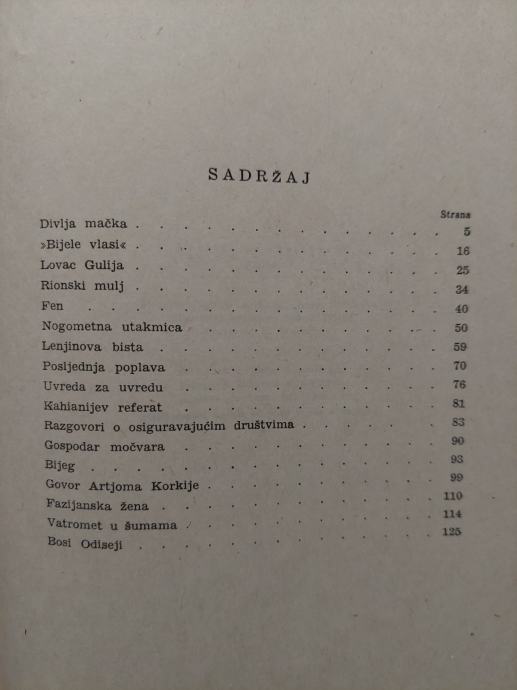 SADRŽAJ
Strana
Divlja mačka . . . . . . . . . . . . . . 5
»Bijele vlasi« . . . . . . . . . . . . . . 16
Lovac Gulija . . . . . . . . . . . . . . 25
Rionski mulj . . . . . . . . . . . . . . 34
Fen . . . . . . . . . . . . . . . . 40
Nogometna utakmica . . . . . . . . . . . 50
Lenjinova bista . . . . . . . . . . . . . 59
Posljednja poplava . . . . . . . . . . . . 70
Uvreda za uvredu . . . . . . . . . . . . 76
Kahianijev referat . . . . . . . . . . . . 81
Razgovori o osiguravajućim društvima . . . . . . 83
Gospodar močvara . . . . . . . . . . . . 90
Bijeg . . . . . . . . . . . . . . . . 93
Govor Artjoma Korkije . . . . . . . . . . . 99
Fazijanska žena . . . . . . . . . . . . . 110
Vatromet u šumama . . . . . . . . . . . . 114
Bosi Odiseji . . . . . . . . . . . . . . 125